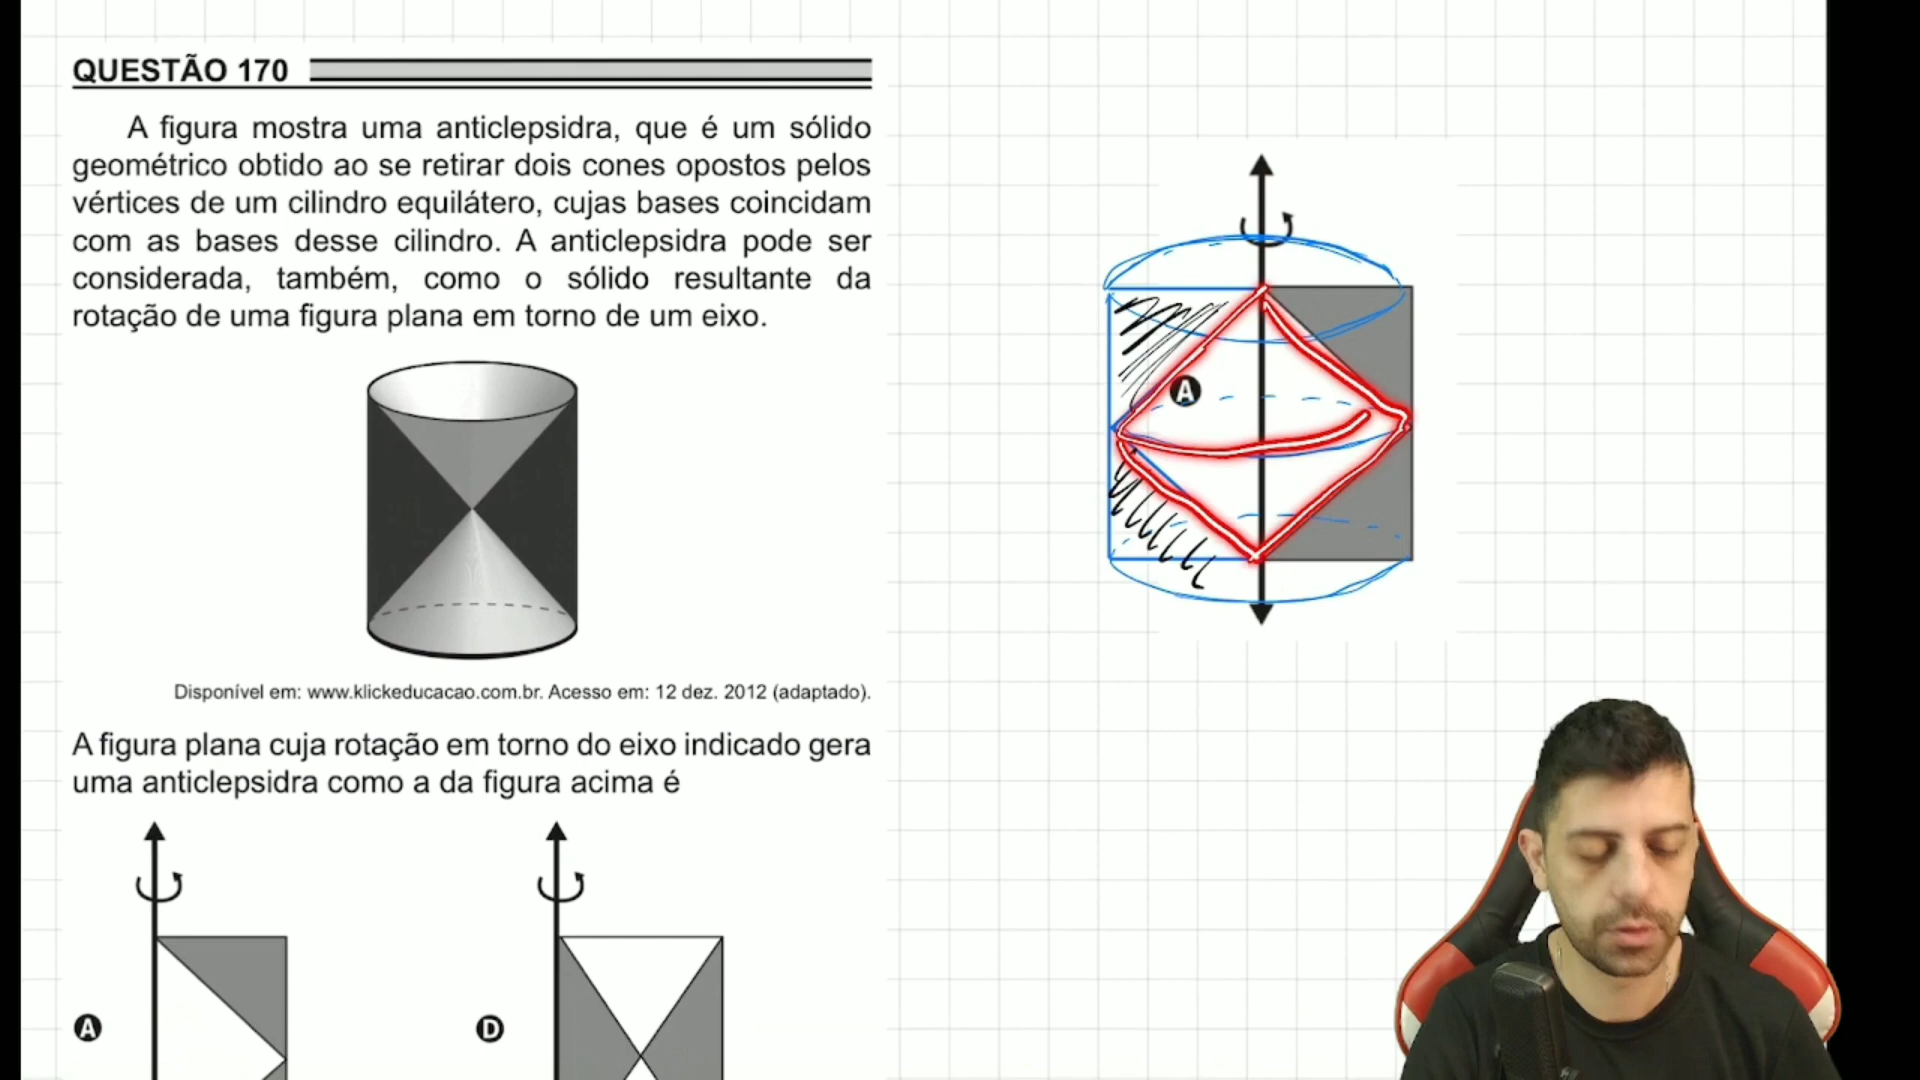 QUESTÃO 170
A figura mostra uma anticlepsidra, que é um sólido
geométrico obtido ao se retirar dois cones opostos pelos
vértices de um cilindro equilátero, cujas bases coincidam
com as bases desse cilindro. A anticlepsidra pode ser
considerada, também, como o sólido resultante da
rotação de uma figura plana em torno de um eixo.
Disponível em: www.klickeducacao.com.br. Acesso em: 12 dez. 2012 (adaptado).
A figura plana cuja rotação em torno do eixo indicado gera
uma anticlepsidra como a da figura acima é
A
D
A